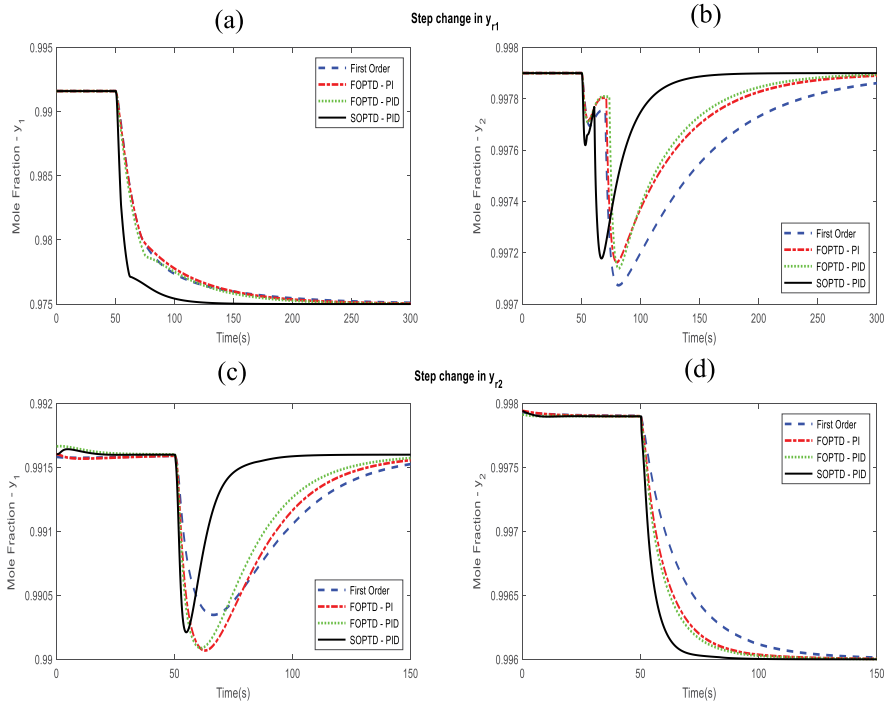 (a)
Step change in yr1
(b)
0.995
0.99
0.985
0.98
0.975
Mole Fraction - y1
First Order
FOPTD - PI
FOPTD - PID
SOPTD - PID
0 50 100 150 200 250 300
Time(s)
0.998
0.9978
0.9976
0.9974
0.9972
0.997
Mole Fraction - y2
First Order
FOPTD - PI
FOPTD - PID
SOPTD - PID
0 50 100 150 200 250 300
Time(s)
(c)
Step change in yr2
(d)
0.992
0.9915
0.991
0.9905
0.99
Mole Fraction - y1
First Order
FOPTD - PI
FOPTD - PID
SOPTD - PID
0 50 100 150
Time(s)
0.998
0.9975
0.997
0.9965
0.996
Mole Fraction - y2
First Order
FOPTD - PI
FOPTD - PID
SOPTD - PID
0 50 100 150
Time(s)